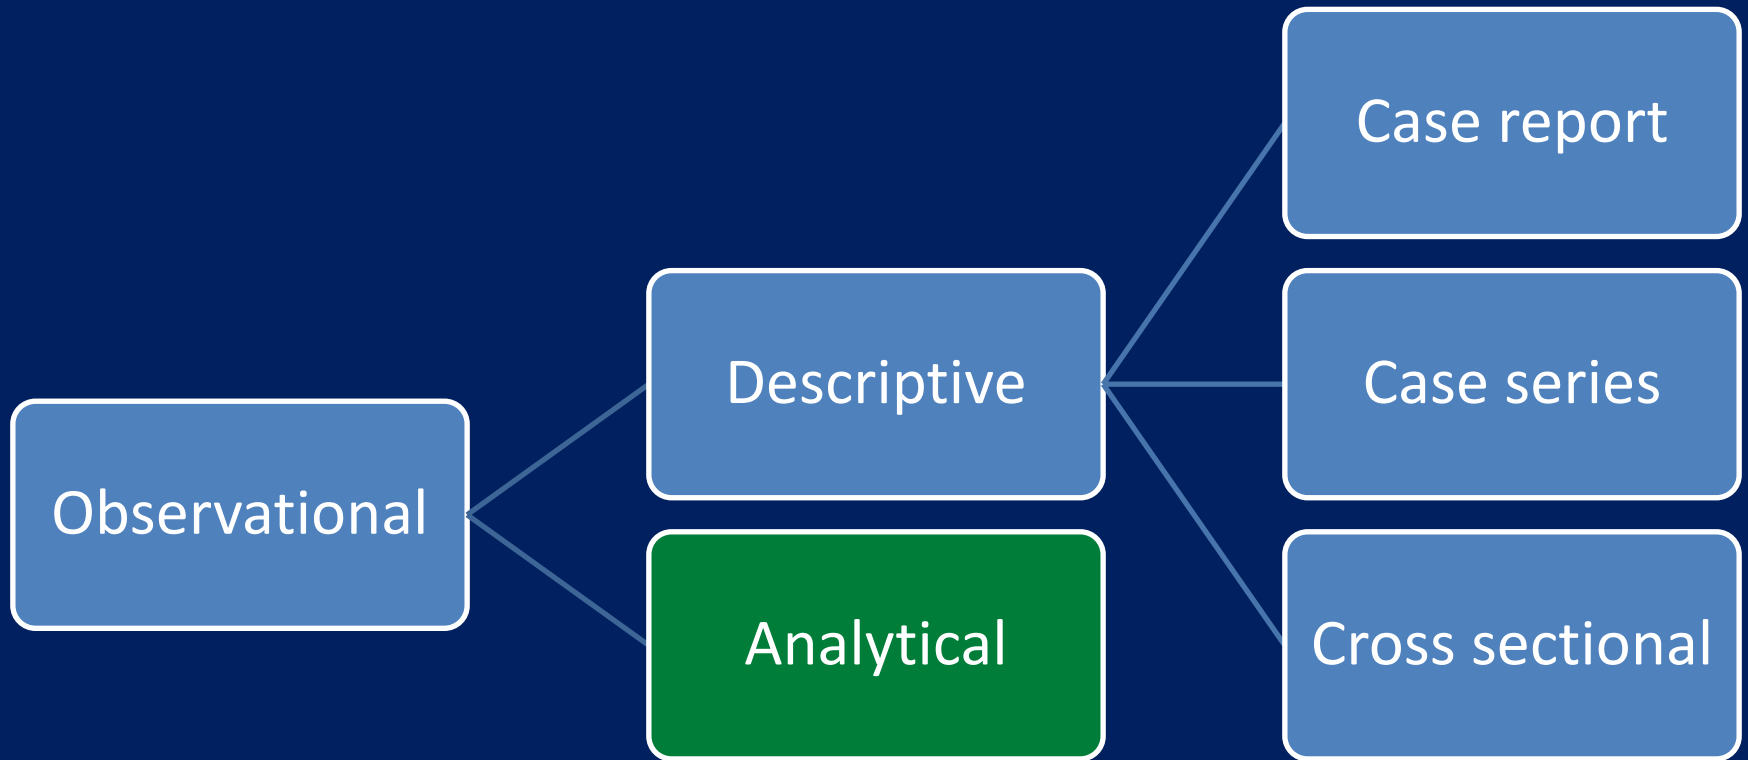 Case report
Descriptive
Case series
Observational
Analytical
Cross sectional